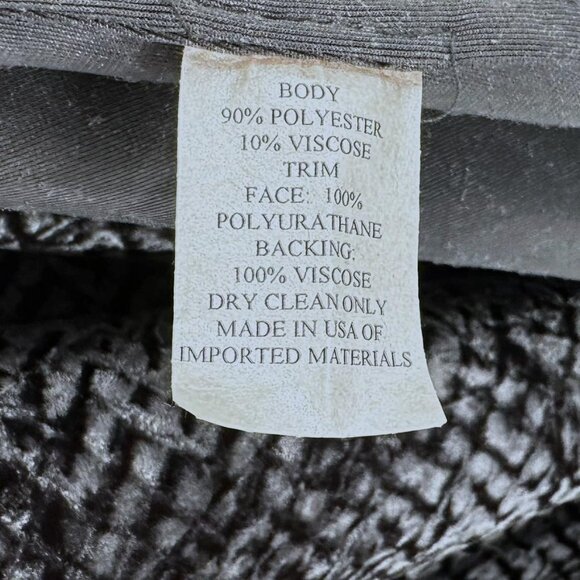 BODY
90% POLYESTER
10% VISCOSE
TRIM
FACE: 100%
POLYURATHANE
BACKING:
100% VISCOSE
DRY CLEAN ONLY
MADE IN USA OF
IMPORTED MATERIALS